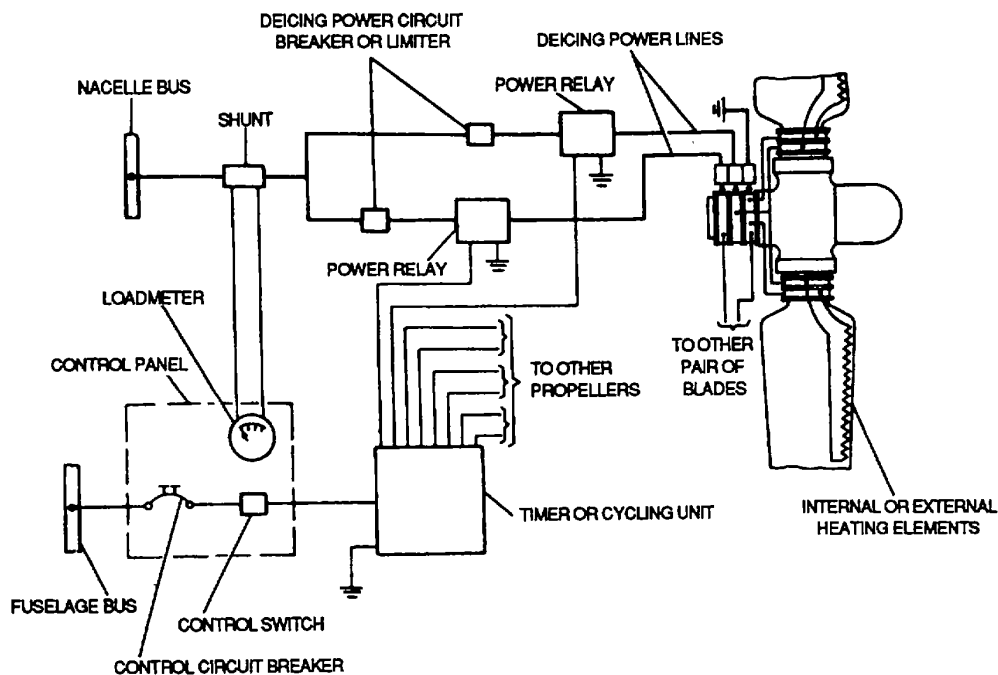 DEICING POWER CIRCUIT
BREAKER OR LIMITER
DEICING POWER LINES
NACELLE BUS
POWER RELAY
SHUNT
POWER RELAY
LOADMETER
CONTROL PANEL
TO OTHER
PROPELLERS
TO OTHER
PAIR OF
BLADES
TIMER OR CYCLING UNIT
INTERNAL OR EXTERNAL
HEATING ELEMENTS
FUSELAGE BUS
CONTROL SWITCH
CONTROL CIRCUIT BREAKER